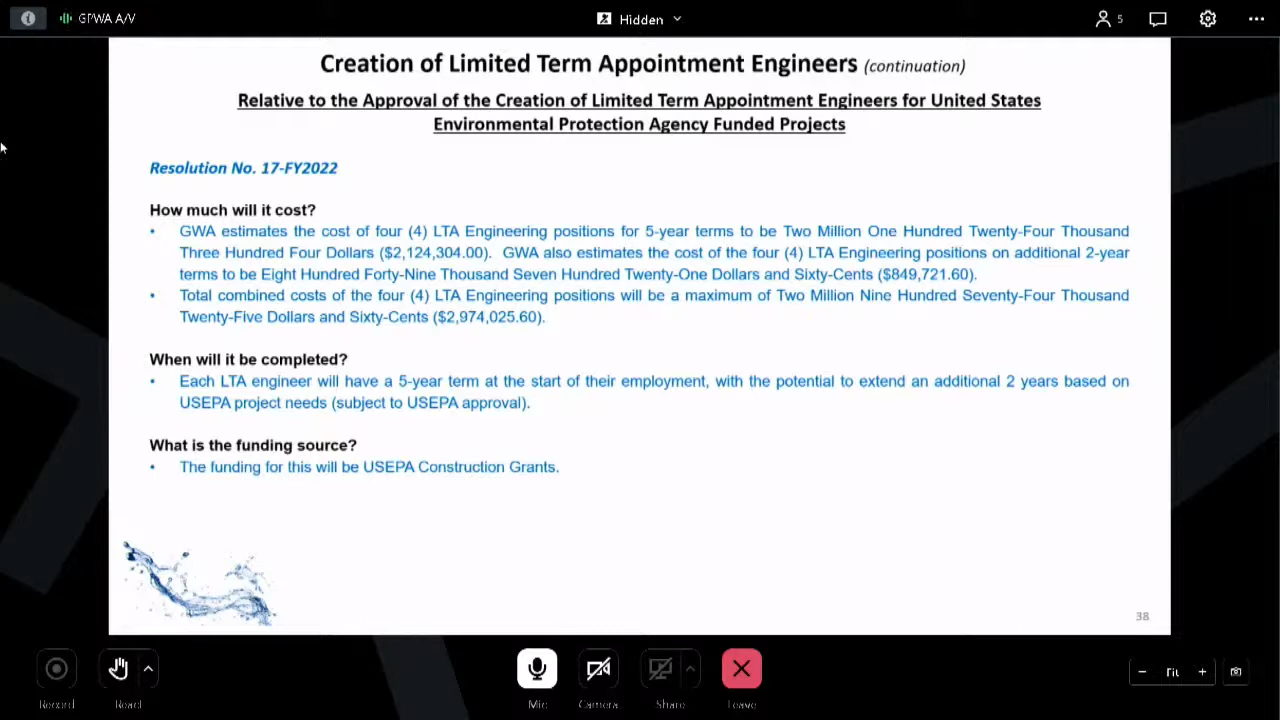 GPWA A/V
Hidden
5
Creation of Limited Term Appointment Engineers (continuation)
Relative to the Approval of the Creation of Limited Term Appointment Engineers for United States
Environmental Protection Agency Funded Projects
Resolution No. 17-FY2022
How much will it cost?
• GWA estimates the cost of four (4) LTA Engineering positions for 5-year terms to be Two Million One Hundred Twenty-Four Thousand
Three Hundred Four Dollars ($2,124,304.00). GWA also estimates the cost of the four (4) LTA Engineering positions on additional 2-year
terms to be Eight Hundred Forty-Nine Thousand Seven Hundred Twenty-One Dollars and Sixty-Cents ($849,721.60).
• Total combined costs of the four (4) LTA Engineering positions will be a maximum of Two Million Nine Hundred Seventy-Four Thousand
Twenty-Five Dollars and Sixty-Cents ($2,974,025.60).
When will it be completed?
• Each LTA engineer will have a 5-year term at the start of their employment, with the potential to extend an additional 2 years based on
USEPA project needs (subject to USEPA approval).
What is the funding source?
• The funding for this will be USEPA Construction Grants.
38
Record
React
Mic
Camera
Share
Leave
Fit